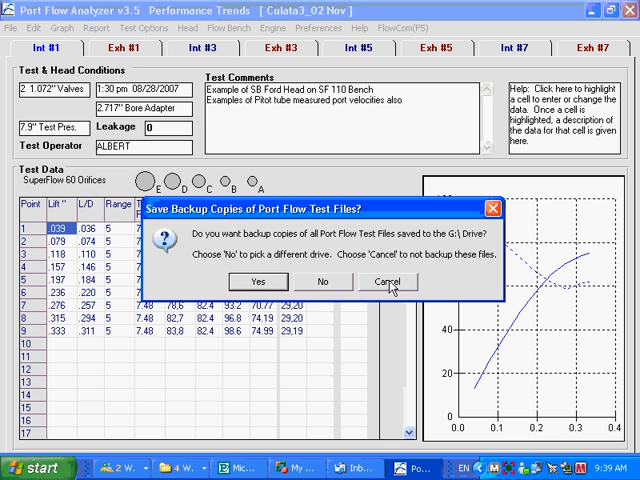 Port Flow Analyzer v3.5   Performance Trends   [ Culata3_02 Nov ]
File Edit Graph Report Test Options Head Flow Bench Engine Preferences Help FlowCom(F5)
Int #1 Exh #1 Int #3 Exh #3 Int #5 Exh #5 Int #7 Exh #7
Test & Head Conditions
2  1.072" Valves
1:30 pm  08/28/2007
2.717" Bore Adapter
7.9" Test Pres.
Leakage 0
Test Operator ALBERT
Test Comments
Example of SB Ford Head on SF 110 Bench
Examples of Pitot tube measured port velocities also
Help:  Click here to highlight
a cell to enter or change the
data.  Once a cell is
highlighted, a description of
the data for that cell is given
here.
Test Data
SuperFlow 60 Orifices
E D C B A
Point Lift " L/D Range
1 .039 .036 5
2 .079 .074 5
3 .118 .110 5
4 .157 .146 5
5 .197 .184 5
6 .236 .220 5
7 .276 .257 5 7.48 78,6 82.4 93.2 70.77 29,20
8 .315 .294 5 7.48 82,7 82.4 96.8 74.19 29,20
9 .333 .311 5 7.48 83,8 82.4 98.6 74.99 29,19
10
11
12
13
14
15
16
17
Save Backup Copies of Port Flow Test Files?
Do you want backup copies of all Port Flow Test Files saved to the G:\ Drive?
Choose 'No' to pick a different drive.  Choose 'Cancel' to not backup these files.
Yes No Cancel
40
20
0
0.0 0.1 0.2 0.3 0.4
start 2 W. 4 W. Mic... My ... Inb... Po... EN 9:39 AM